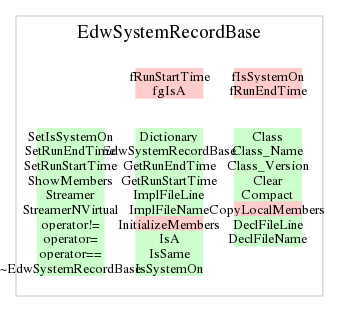 EdwSystemRecordBase
fRunStartTime
fgIsA
fIsSystemOn
fRunEndTime
SetIsSystemOn
SetRunEndTime
SetRunStartTime
ShowMembers
Streamer
StreamerNVirtual
operator!=
operator=
operator==
~EdwSystemRecordBase
Dictionary
EdwSystemRecordBase
GetRunEndTime
GetRunStartTime
ImplFileLine
ImplFileName
InitializeMembers
IsA
IsSame
IsSystemOn
Class
Class_Name
Class_Version
Clear
Compact
CopyLocalMembers
DeclFileLine
DeclFileName